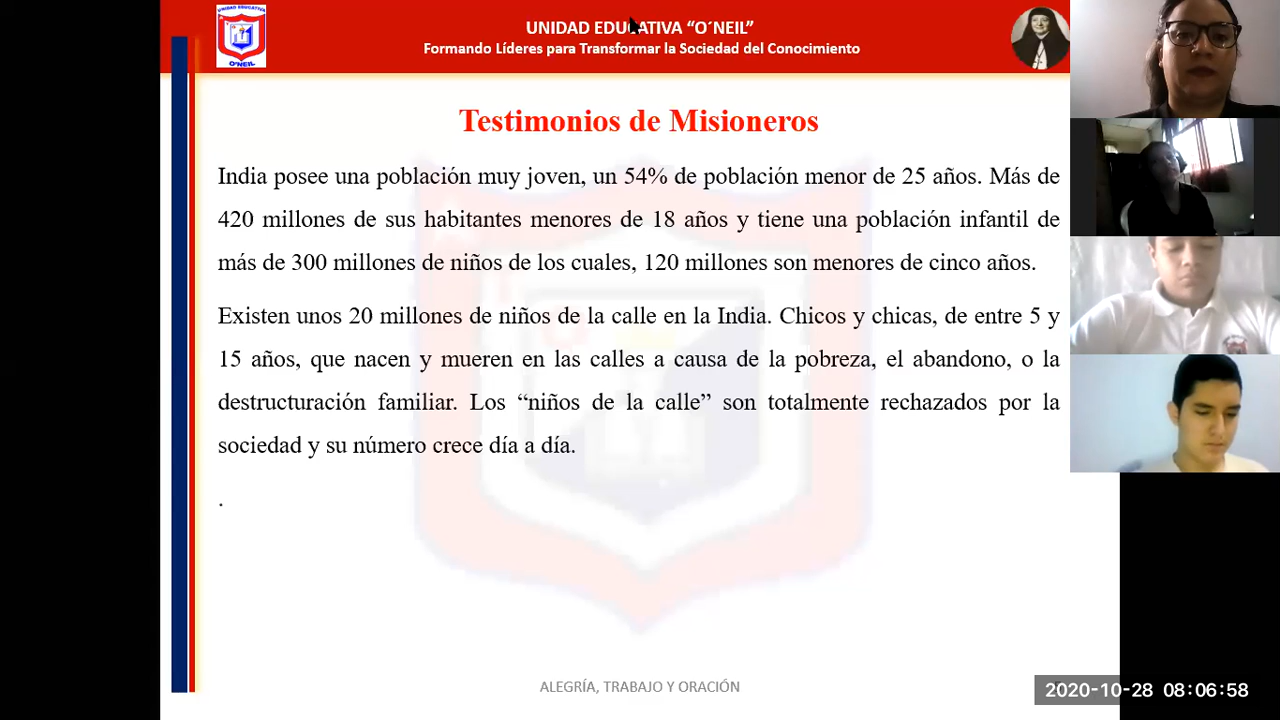 UNIDAD EDUCATIVA
O´NEIL
UNIDAD EDUCATIVA “O´NEIL”
Formando Líderes para Transformar la Sociedad del Conocimiento
Testimonios de Misioneros
India posee una población muy joven, un 54% de población menor de 25 años. Más de
420 millones de sus habitantes menores de 18 años y tiene una población infantil de
más de 300 millones de niños de los cuales, 120 millones son menores de cinco años.
Existen unos 20 millones de niños de la calle en la India. Chicos y chicas, de entre 5 y
15 años, que nacen y mueren en las calles a causa de la pobreza, el abandono, o la
destructuración familiar. Los “niños de la calle” son totalmente rechazados por la
sociedad y su número crece día a día.
.
ALEGRÍA, TRABAJO Y ORACIÓN
2020-10-28 08:06:58